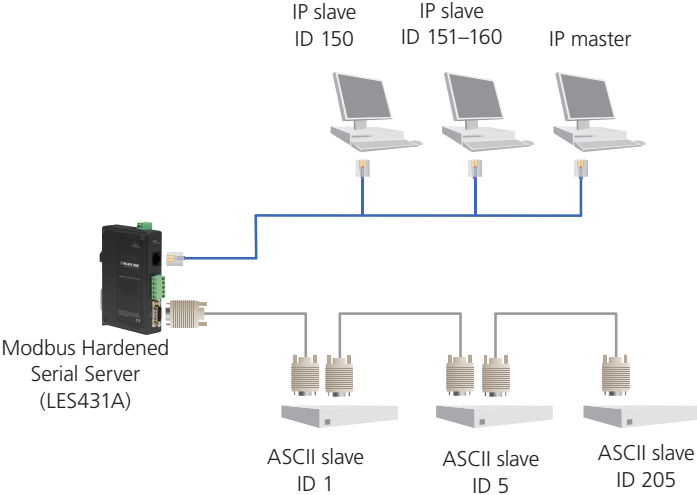 IP slave
ID 150
IP slave
ID 151–160
IP master
Modbus Hardened
Serial Server
(LES431A)
ASCII slave
ID 1
ASCII slave
ID 5
ASCII slave
ID 205